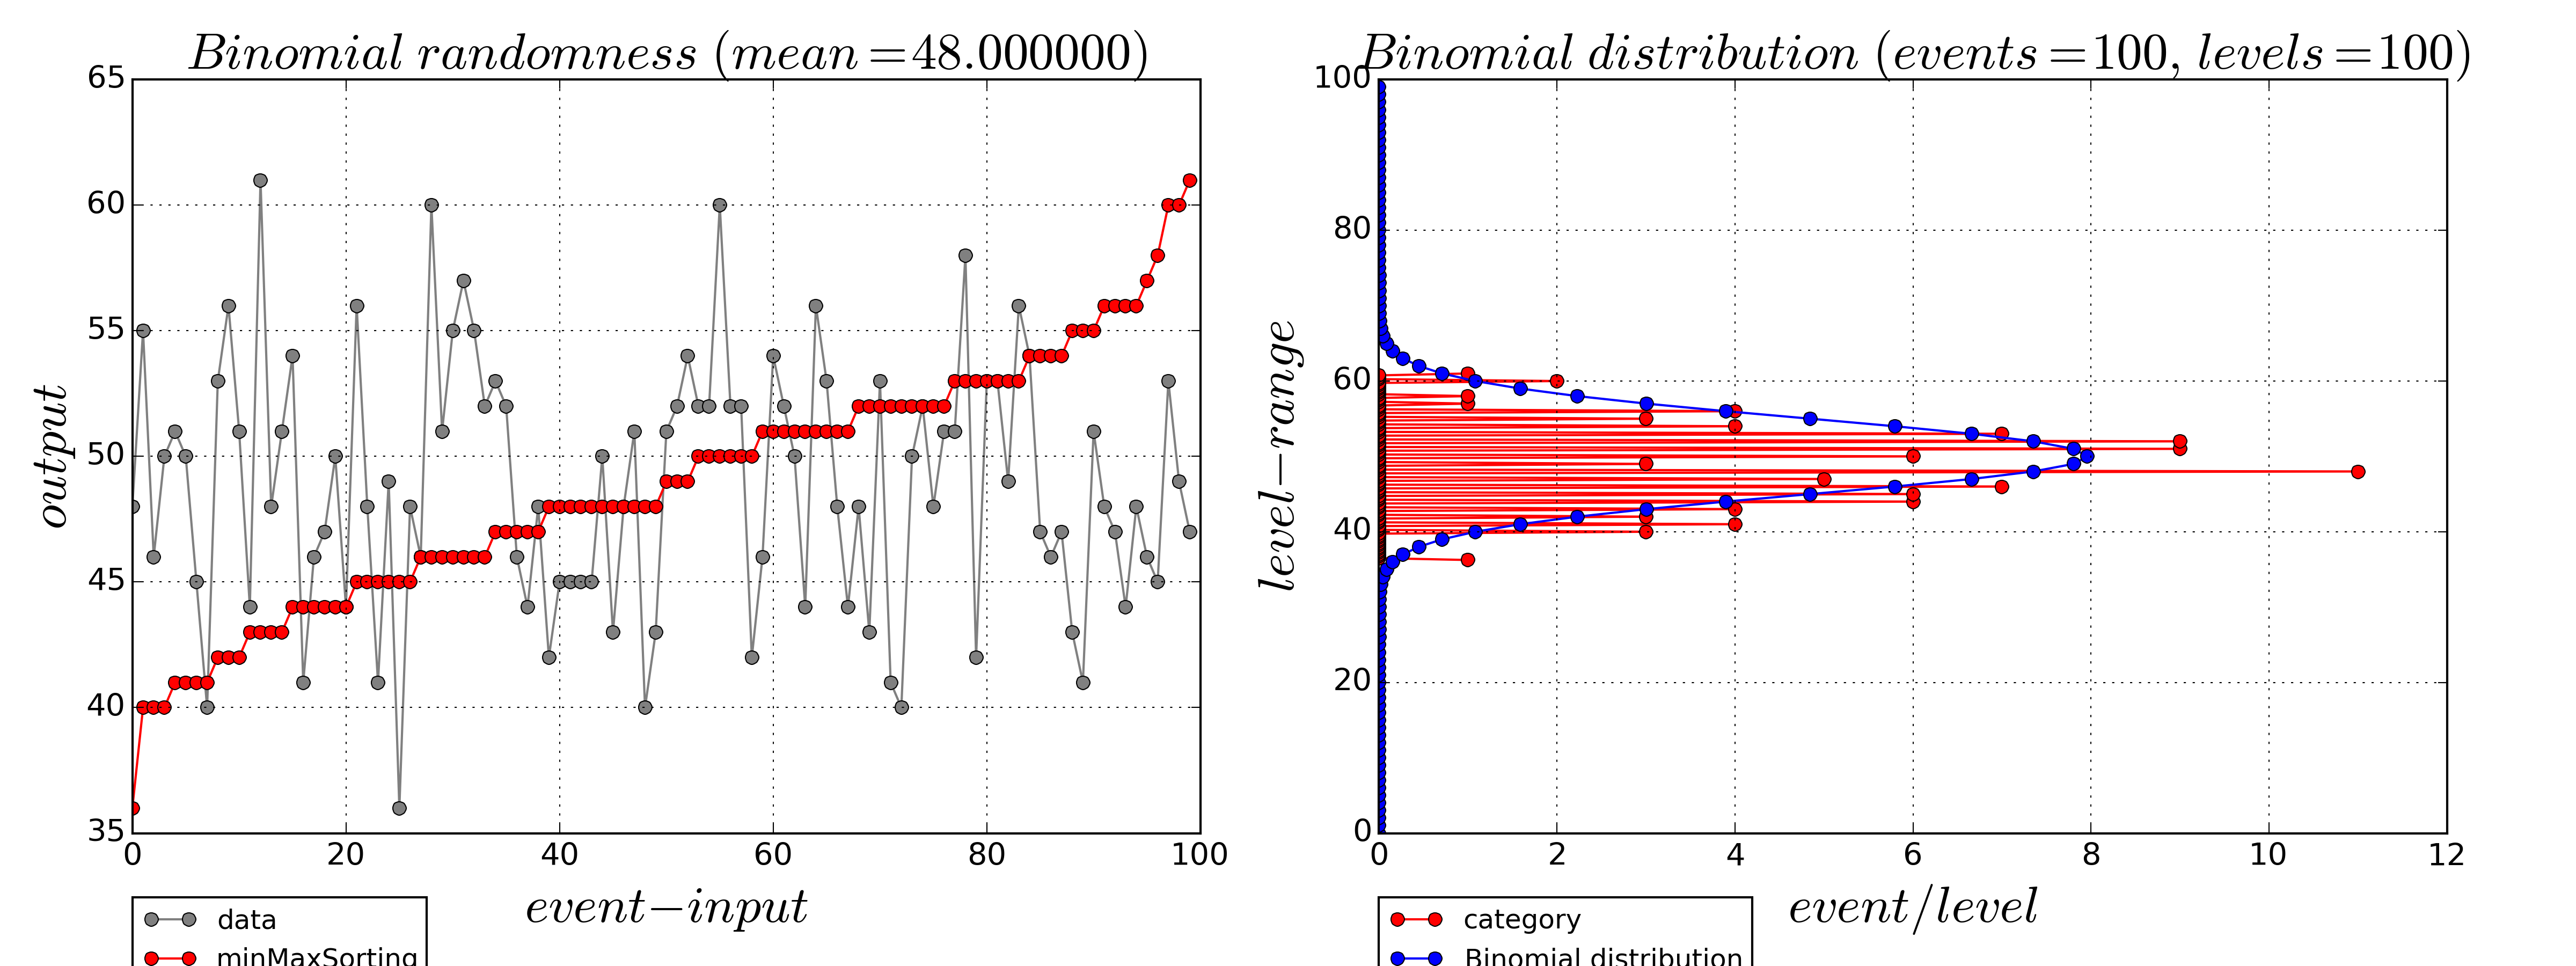 Binomial randomness (mean=48.000000)
65
60
55
50
45
40
35
output
0 20 40 60 80 100
event−input
data
minMaxSorting
Binomial distribution (events=100, levels=100)
100
80
60
40
20
0
level−range
0 2 4 6 8 10 12
event/level
category
Binomial distribution